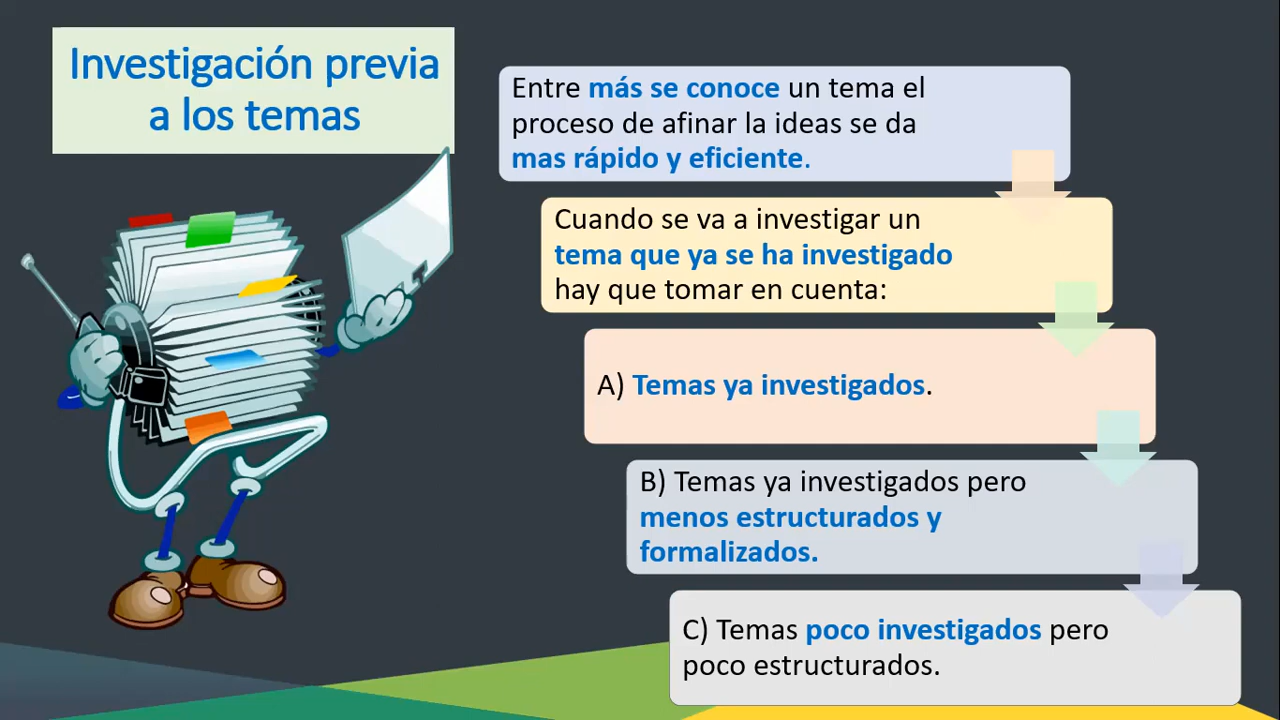 Investigación previa
a los temas
Entre más se conoce un tema el
proceso de afinar la ideas se da
mas rápido y eficiente.
Cuando se va a investigar un
tema que ya se ha investigado
hay que tomar en cuenta:
A) Temas ya investigados.
B) Temas ya investigados pero
menos estructurados y
formalizados.
C) Temas poco investigados pero
poco estructurados.